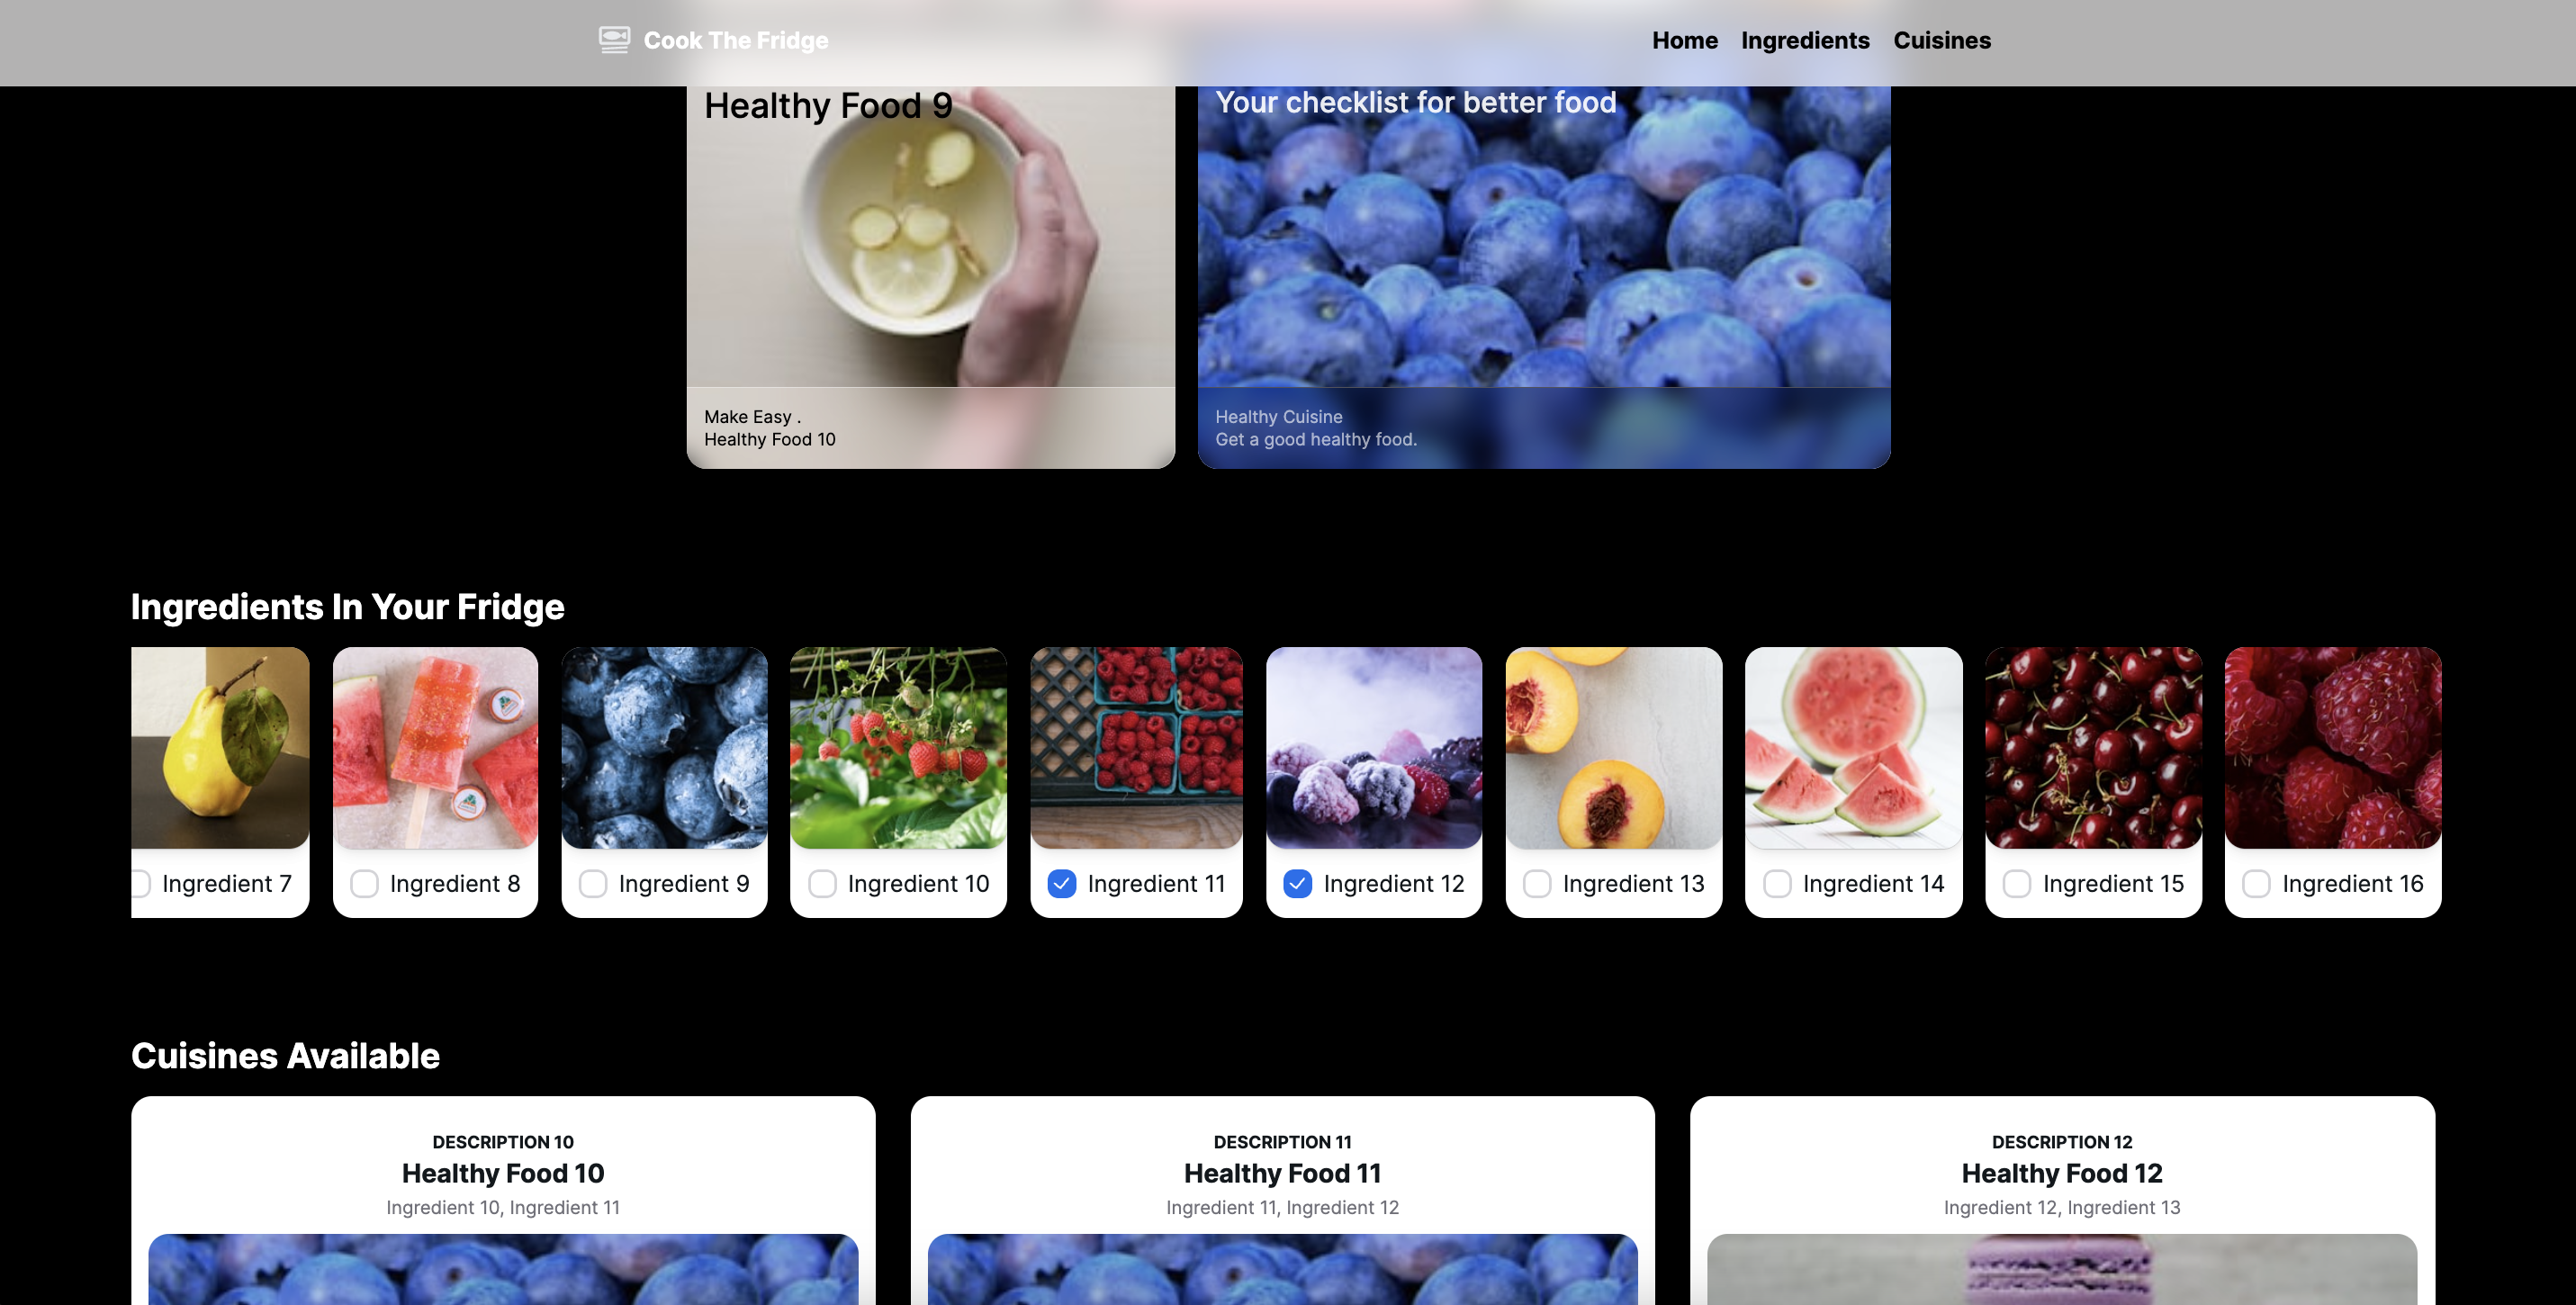 Cook The Fridge
Home Ingredients Cuisines
Healthy Food 9
Your checklist for better food
Make Easy .
Healthy Food 10
Healthy Cuisine
Get a good healthy food.
Ingredients In Your Fridge
Ingredient 7
Ingredient 8
Ingredient 9
Ingredient 10
Ingredient 11
Ingredient 12
Ingredient 13
Ingredient 14
Ingredient 15
Ingredient 16
Cuisines Available
DESCRIPTION 10
Healthy Food 10
Ingredient 10, Ingredient 11
DESCRIPTION 11
Healthy Food 11
Ingredient 11, Ingredient 12
DESCRIPTION 12
Healthy Food 12
Ingredient 12, Ingredient 13